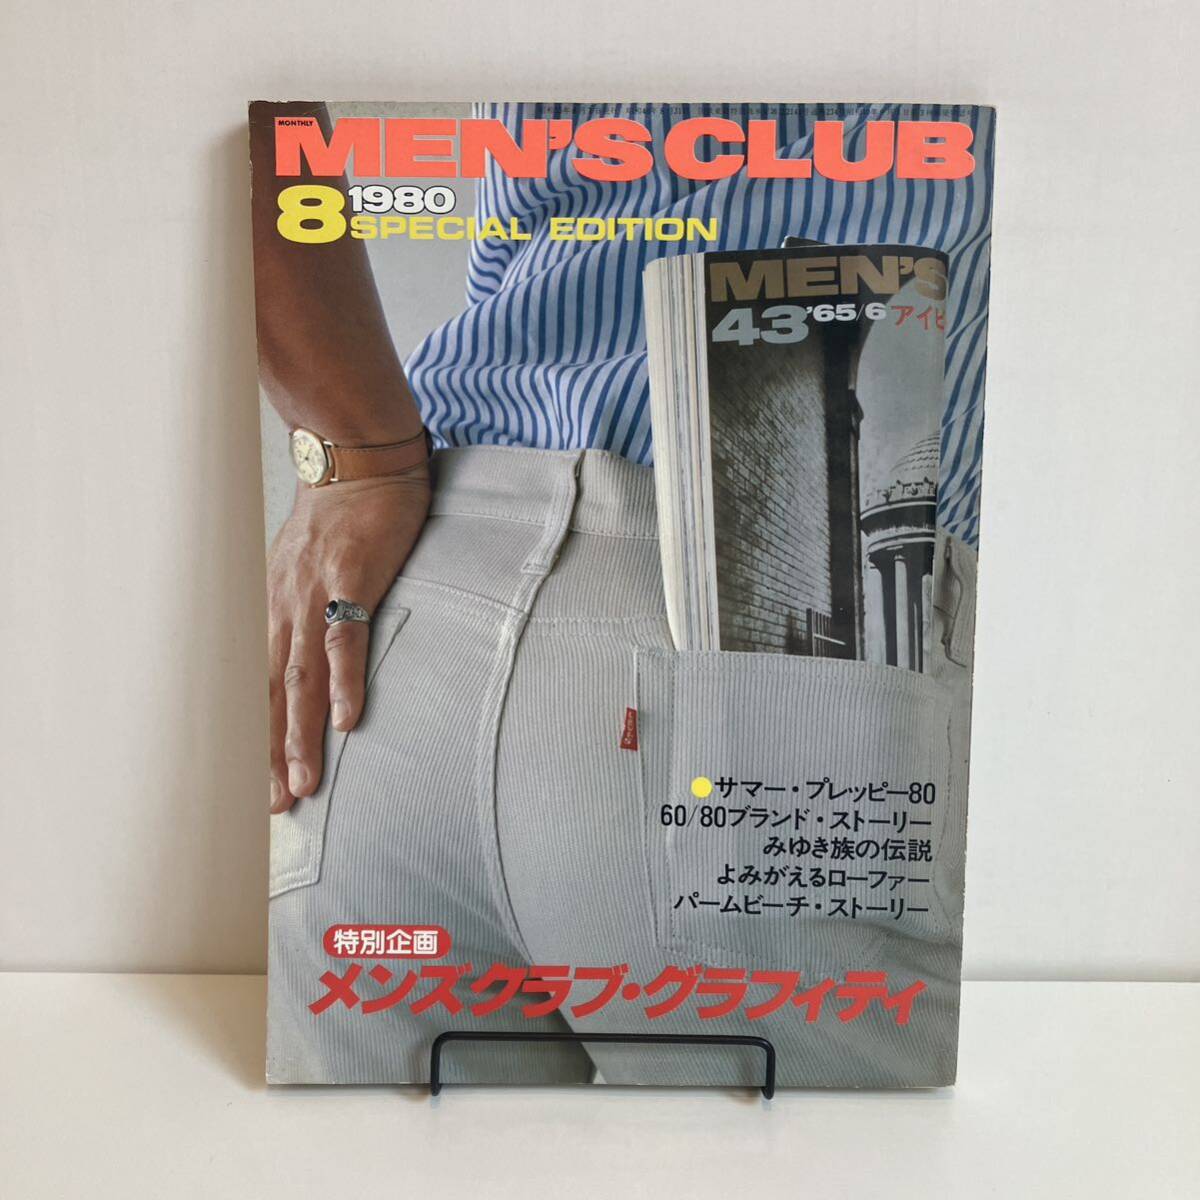 MONTHLY
MEN'S CLUB
8 1980
SPECIAL EDITION
MEN'S
43 '65/6 アイビ
LEVI'S
●サマー・プレッピー80
60/80ブランド・ストーリー
みゆき族の伝説
よみがえるローファー
パームビーチ・ストーリー
特別企画
メンズクラブ・グラフィティ